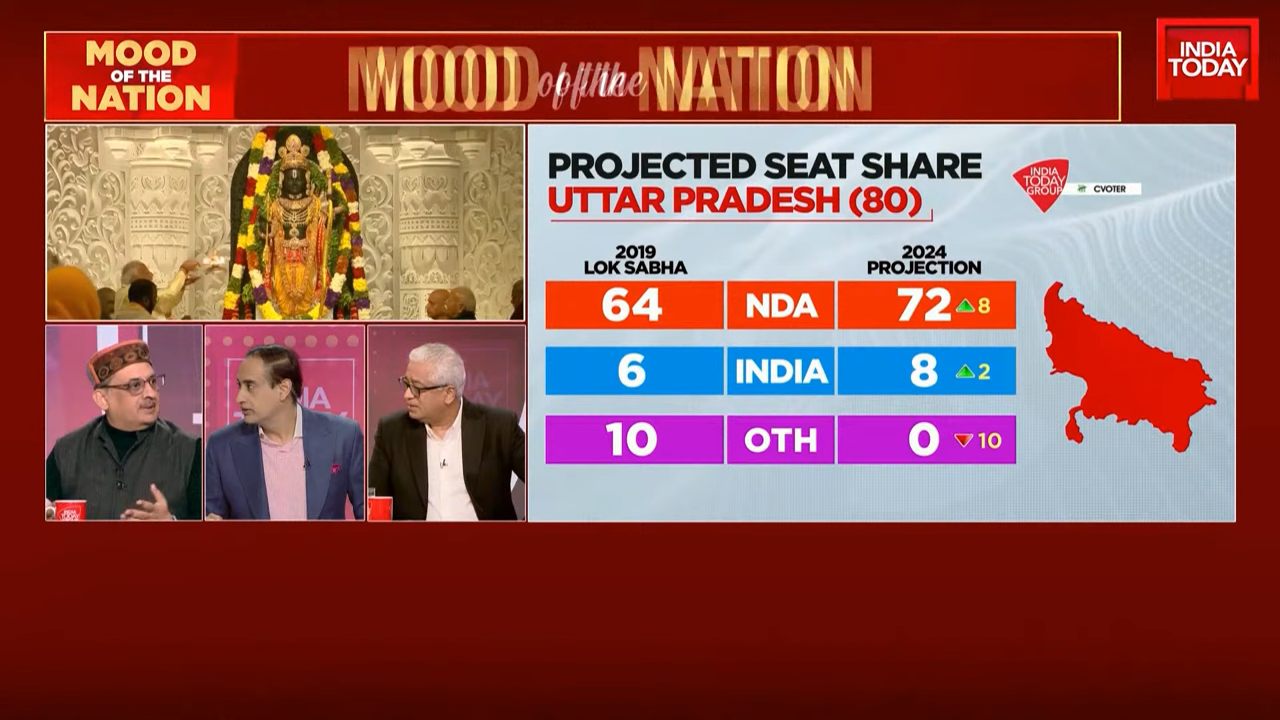 MOOD
OF THE
NATION
MOOD of the NATION
INDIA
TODAY
PROJECTED SEAT SHARE
UTTAR PRADESH (80)
INDIA
TODAY
GROUP
CVOTER
2019
LOK SABHA
2024
PROJECTION
64 NDA 72 8
6 INDIA 8 2
10 OTH 0 10